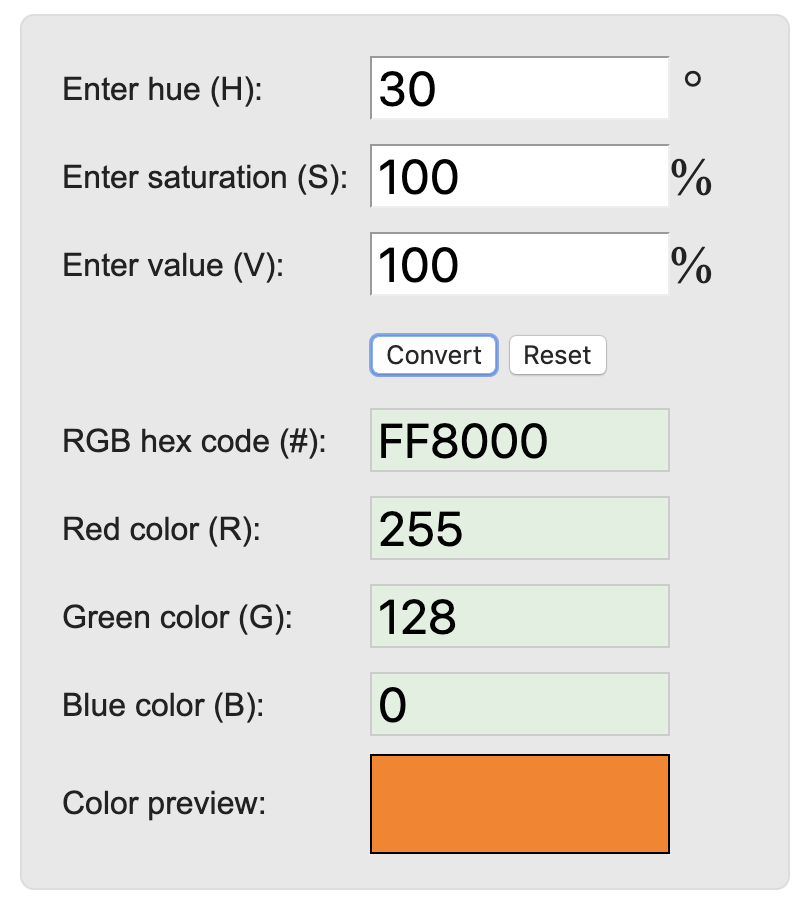 Enter hue (H): 30 °
Enter saturation (S): 100 %
Enter value (V): 100 %
Convert Reset
RGB hex code (#): FF8000
Red color (R): 255
Green color (G): 128
Blue color (B): 0
Color preview: